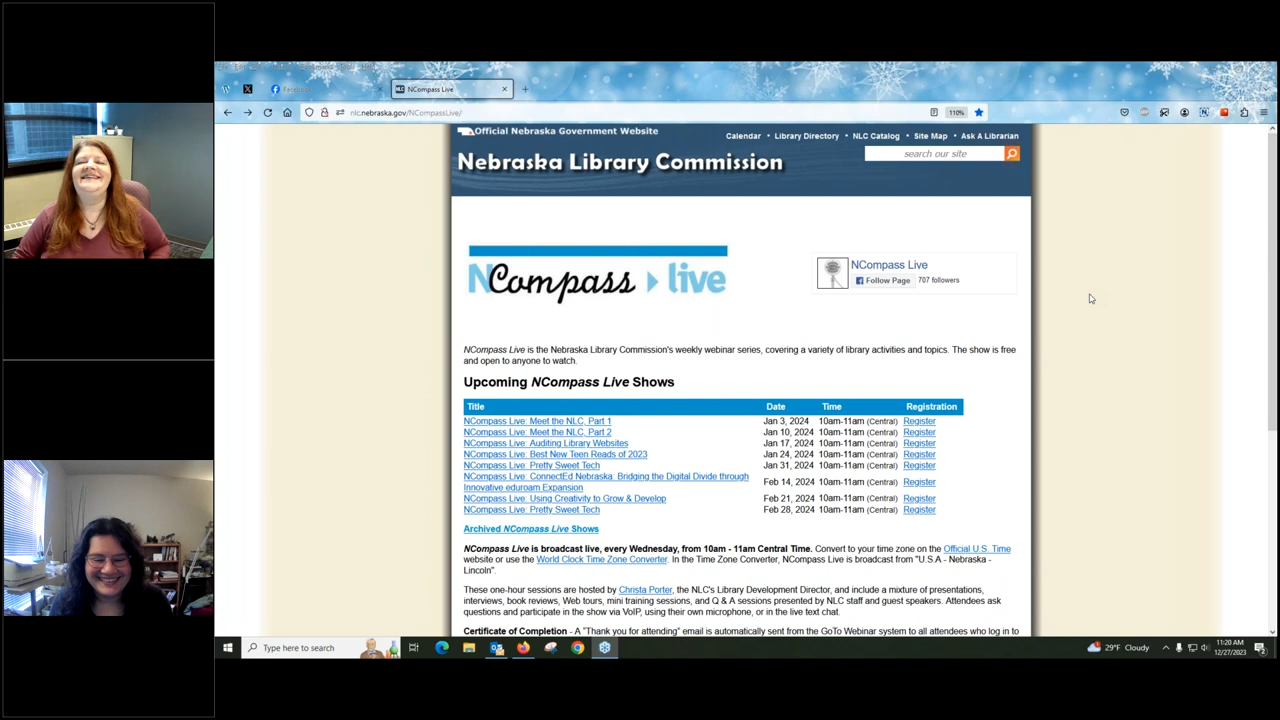 Facebook
NCompass Live
nlc.nebraska.gov/NCompassLive/
110%
Official Nebraska Government Website
Calendar • Library Directory • NLC Catalog • Site Map • Ask A Librarian
Nebraska Library Commission
search our site
NCompass live
NCompass Live
Follow Page 707 followers
NCompass Live is the Nebraska Library Commission's weekly webinar series, covering a variety of library activities and topics. The show is free
and open to anyone to watch.
Upcoming NCompass Live Shows
Title Date Time Registration
NCompass Live: Meet the NLC, Part 1 Jan 3, 2024 10am-11am (Central) Register
NCompass Live: Meet the NLC, Part 2 Jan 10, 2024 10am-11am (Central) Register
NCompass Live: Auditing Library Websites Jan 17, 2024 10am-11am (Central) Register
NCompass Live: Best New Teen Reads of 2023 Jan 24, 2024 10am-11am (Central) Register
NCompass Live: Pretty Sweet Tech Jan 31, 2024 10am-11am (Central) Register
NCompass Live: ConnectEd Nebraska: Bridging the Digital Divide through
Innovative eduroam Expansion Feb 14, 2024 10am-11am (Central) Register
NCompass Live: Using Creativity to Grow & Develop Feb 21, 2024 10am-11am (Central) Register
NCompass Live: Pretty Sweet Tech Feb 28, 2024 10am-11am (Central) Register
Archived NCompass Live Shows
NCompass Live is broadcast live, every Wednesday, from 10am - 11am Central Time. Convert to your time zone on the Official U.S. Time
website or use the World Clock Time Zone Converter. In the Time Zone Converter, NCompass Live is broadcast from "U.S.A - Nebraska -
Lincoln".
These one-hour sessions are hosted by Christa Porter, the NLC's Library Development Director, and include a mixture of presentations,
interviews, book reviews, Web tours, mini training sessions, and Q & A sessions presented by NLC staff and guest speakers. Attendees ask
questions and participate in the show via VoIP, using their own microphone, or in the live text chat.
Certificate of Completion - A "Thank you for attending" email is automatically sent from the GoTo Webinar system to all attendees who log in to
Type here to search
29°F Cloudy
11:20 AM
12/27/2023